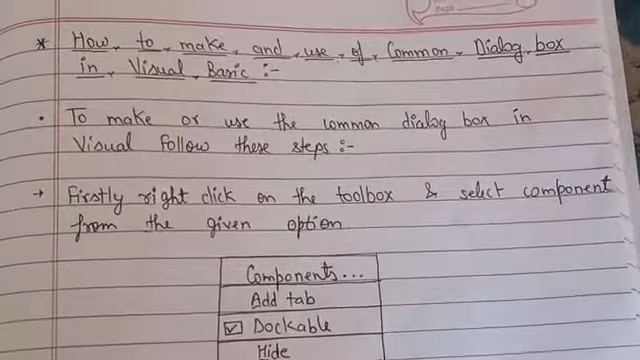 * How to make and use of Common Dialog box
in Visual Basic :-
• To make or use the common dialog box in
Visual follow these steps :-
→ Firstly right click on the toolbox & select component
from the given option
Components...
Add tab
☑ Dockable
Hide